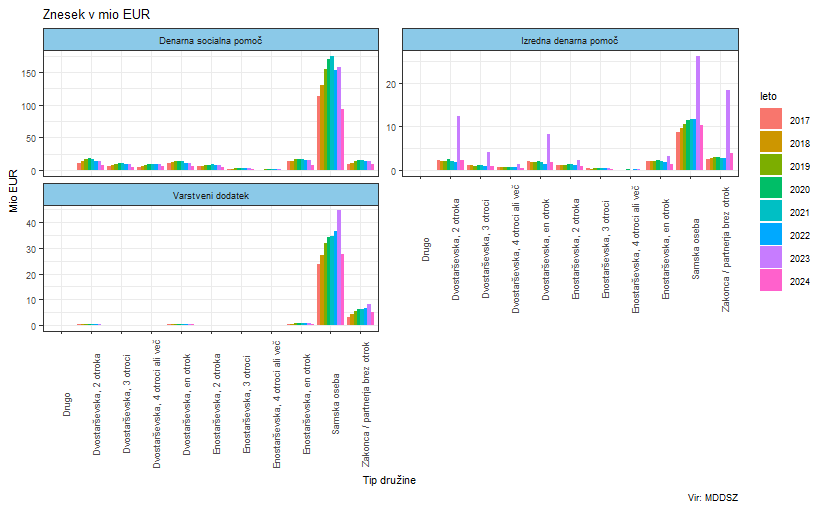 Znesek v mio EUR
Denarna socialna pomoč
Izredna denarna pomoč
150
100
50
0
20
10
0
Varstveni dodatek
40
30
20
10
0
Mio EUR
Drugo
Dvostarševska, 2 otroka
Dvostarševska, 3 otroci
Dvostarševska, 4 otroci ali več
Dvostarševska, en otrok
Enostarševska, 2 otroka
Enostarševska, 3 otroci
Enostarševska, 4 otroci ali več
Enostarševska, en otrok
Samska oseba
Zakonca / partnerja brez otrok
Drugo
Dvostarševska, 2 otroka
Dvostarševska, 3 otroci
Dvostarševska, 4 otroci ali več
Dvostarševska, en otrok
Enostarševska, 2 otroka
Enostarševska, 3 otroci
Enostarševska, 4 otroci ali več
Enostarševska, en otrok
Samska oseba
Zakonca / partnerja brez otrok
Tip družine
leto
2017
2018
2019
2020
2021
2022
2023
2024
Vir: MDDSZ